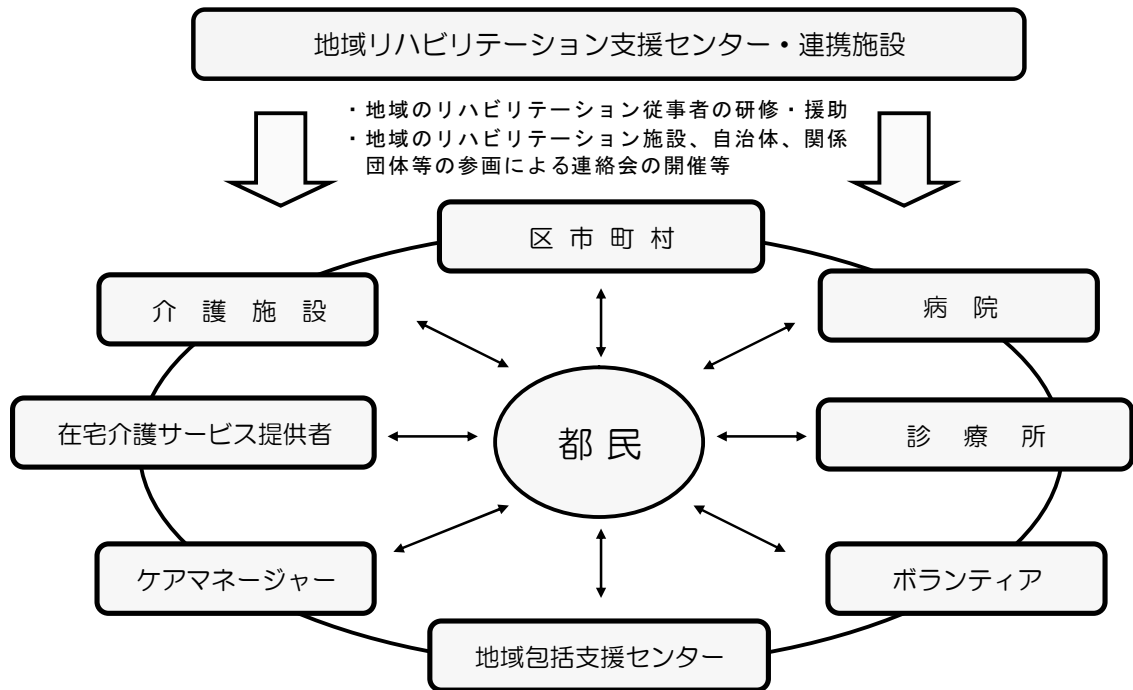 地域リハビリテーション支援センター・連携施設
・地域のリハビリテーション従事者の研修・援助
・地域のリハビリテーション施設、自治体、関係
団体等の参画による連絡会の開催等
区市町村
介護施設
病院
在宅介護サービス提供者
都民
診療所
ケアマネージャー
ボランティア
地域包括支援センター